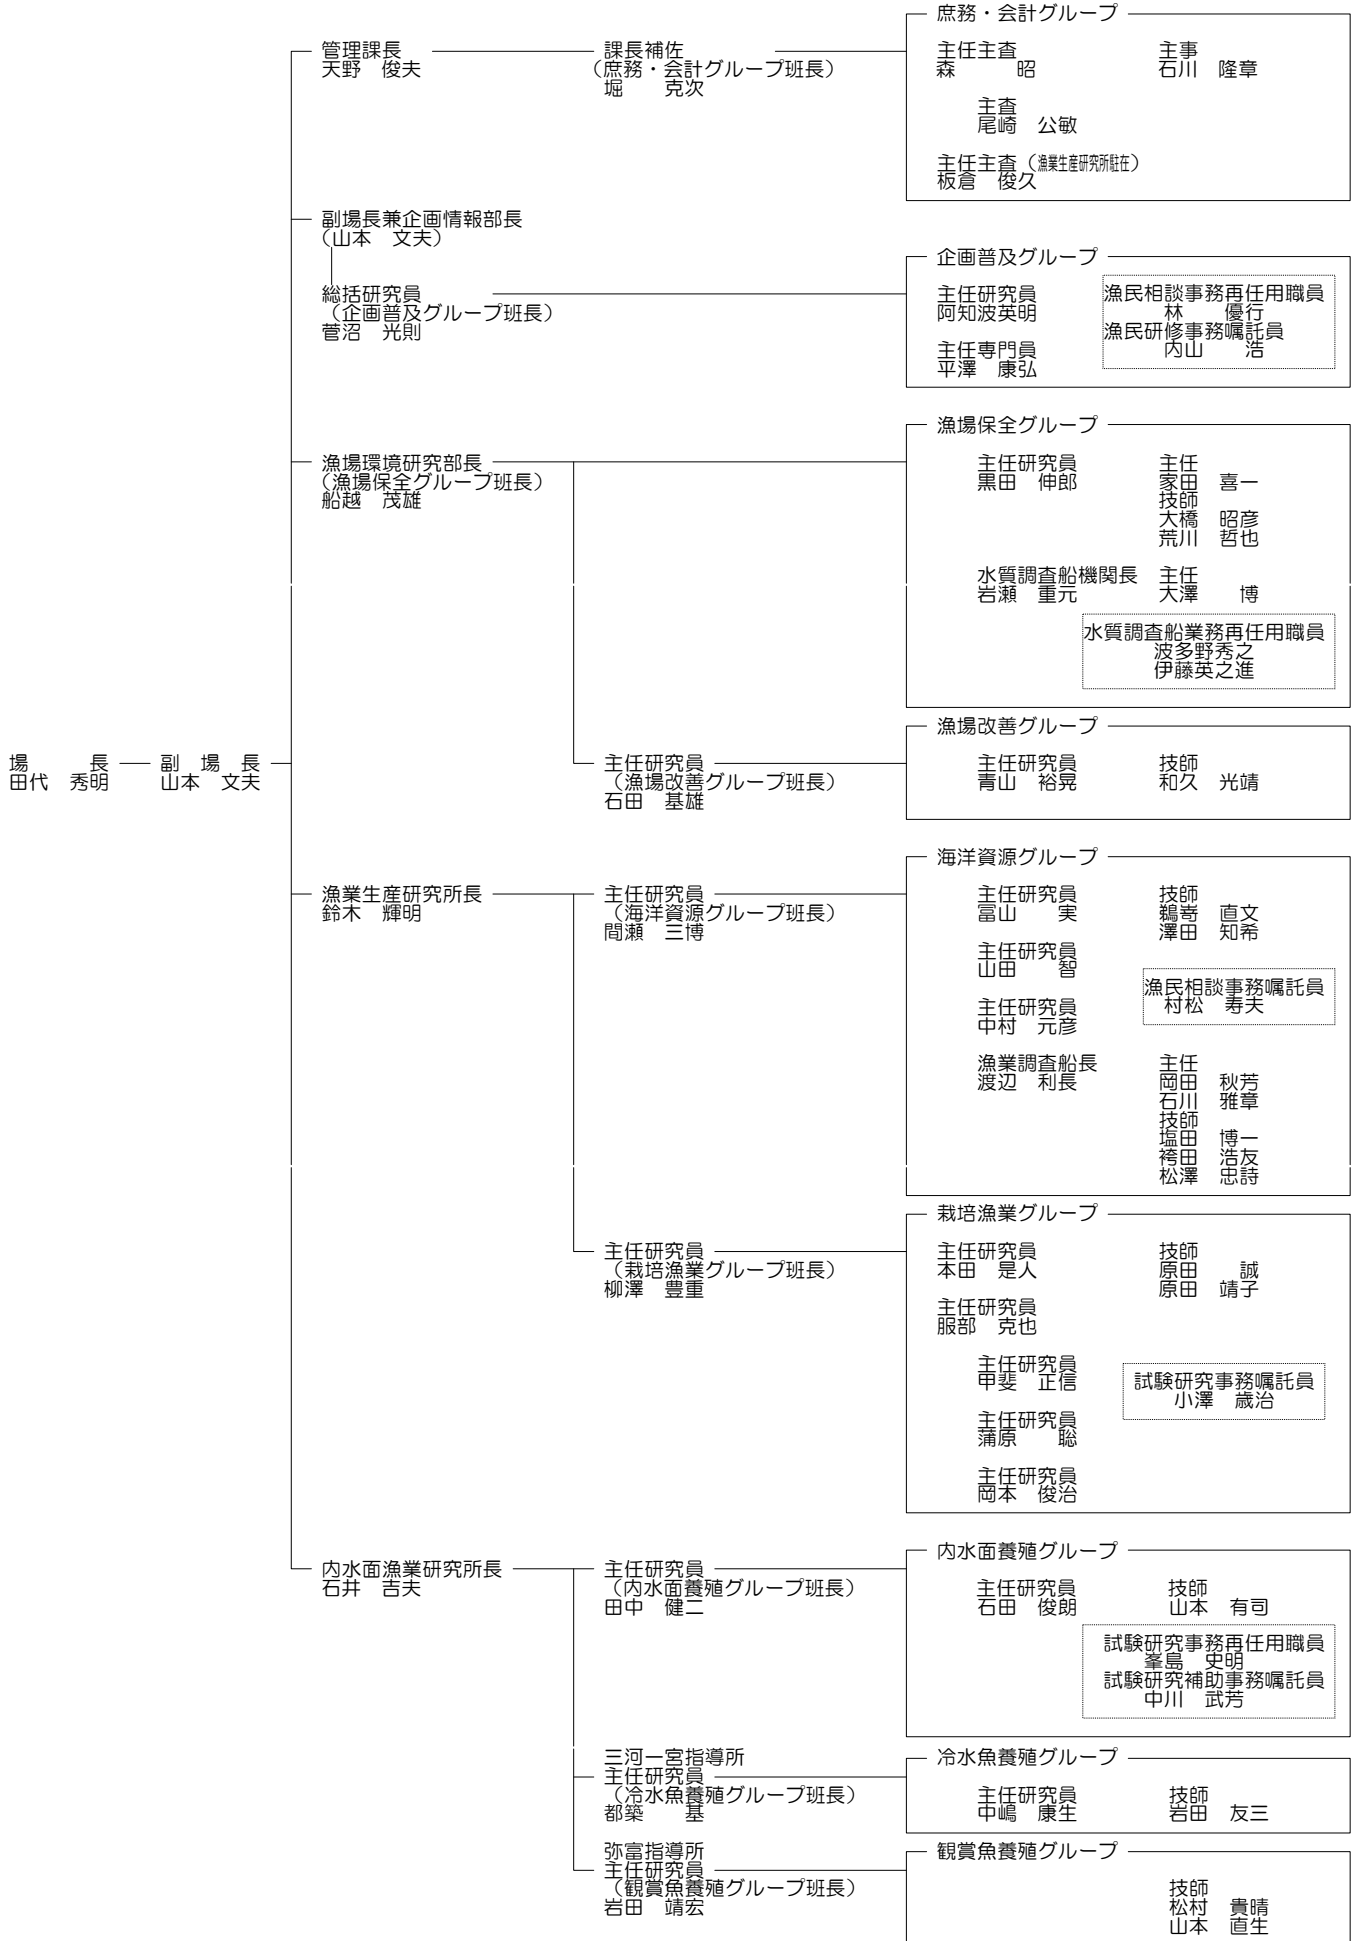 場　　　長
田代　秀明
副　場　長
山本　文夫
管理課長
天野　俊夫
課長補佐
（庶務・会計グループ班長）
堀　　克次
庶務・会計グループ
主任主査
森　　　昭
主事
石川　隆章
主査
尾崎　公敏
主任主査（漁業生産研究所駐在）
板倉　俊久
副場長兼企画情報部長
（山本　文夫）
総括研究員
（企画普及グループ班長）
菅沼　光則
企画普及グループ
主任研究員
阿知波英明
主任専門員
平澤　康弘
漁民相談事務再任用職員
林　　優行
漁民研修事務嘱託員
内山　　浩
漁場環境研究部長
（漁場保全グループ班長）
船越　茂雄
漁場保全グループ
主任研究員
黒田　伸郎
主任
家田　喜一
技師
大橋　昭彦
荒川　哲也
水質調査船機関長
岩瀬　重元
主任
大澤　　博
水質調査船業務再任用職員
波多野秀之
伊藤英之進
主任研究員
（漁場改善グループ班長）
石田　基雄
漁場改善グループ
主任研究員
青山　裕晃
技師
和久　光靖
漁業生産研究所長
鈴木　輝明
主任研究員
（海洋資源グループ班長）
間瀬　三博
海洋資源グループ
主任研究員
冨山　　実
技師
鵜嵜　直文
澤田　知希
主任研究員
山田　　智
主任研究員
中村　元彦
漁民相談事務嘱託員
村松　寿夫
漁業調査船長
渡辺　利長
主任
岡田　秋芳
石川　雅章
技師
塩田　博一
袴田　浩友
松澤　忠詩
主任研究員
（栽培漁業グループ班長）
柳澤　豊重
栽培漁業グループ
主任研究員
本田　是人
技師
原田　　誠
原田　靖子
主任研究員
服部　克也
主任研究員
甲斐　正信
主任研究員
蒲原　　聡
主任研究員
岡本　俊治
試験研究事務嘱託員
小澤　歳治
内水面漁業研究所長
石井　吉夫
主任研究員
（内水面養殖グループ班長）
田中　健二
内水面養殖グループ
主任研究員
石田　俊朗
技師
山本　有司
試験研究事務再任用職員
峯島　史明
試験研究補助事務嘱託員
中川　武芳
三河一宮指導所
主任研究員
（冷水魚養殖グループ班長）
都築　　基
冷水魚養殖グループ
主任研究員
中嶋　康生
技師
岩田　友三
弥富指導所
主任研究員
（観賞魚養殖グループ班長）
岩田　靖宏
観賞魚養殖グループ
技師
松村　貴晴
山本　直生